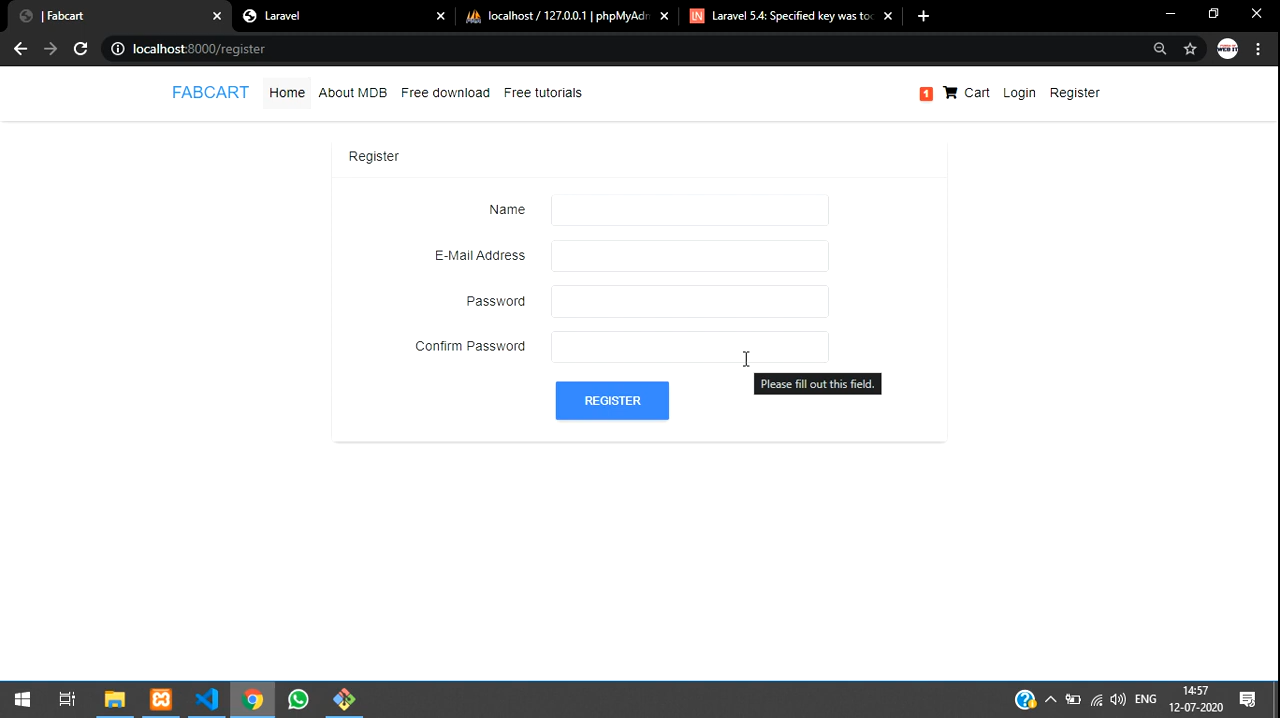 | Fabcart
Laravel
localhost / 127.0.0.1 | phpMyAdm
LN Laravel 5.4: Specified key was too
localhost:8000/register
FABCART Home About MDB Free download Free tutorials
1 Cart Login Register
Register
Name
E-Mail Address
Password
Confirm Password
Please fill out this field.
REGISTER
ENG
14:57
12-07-2020